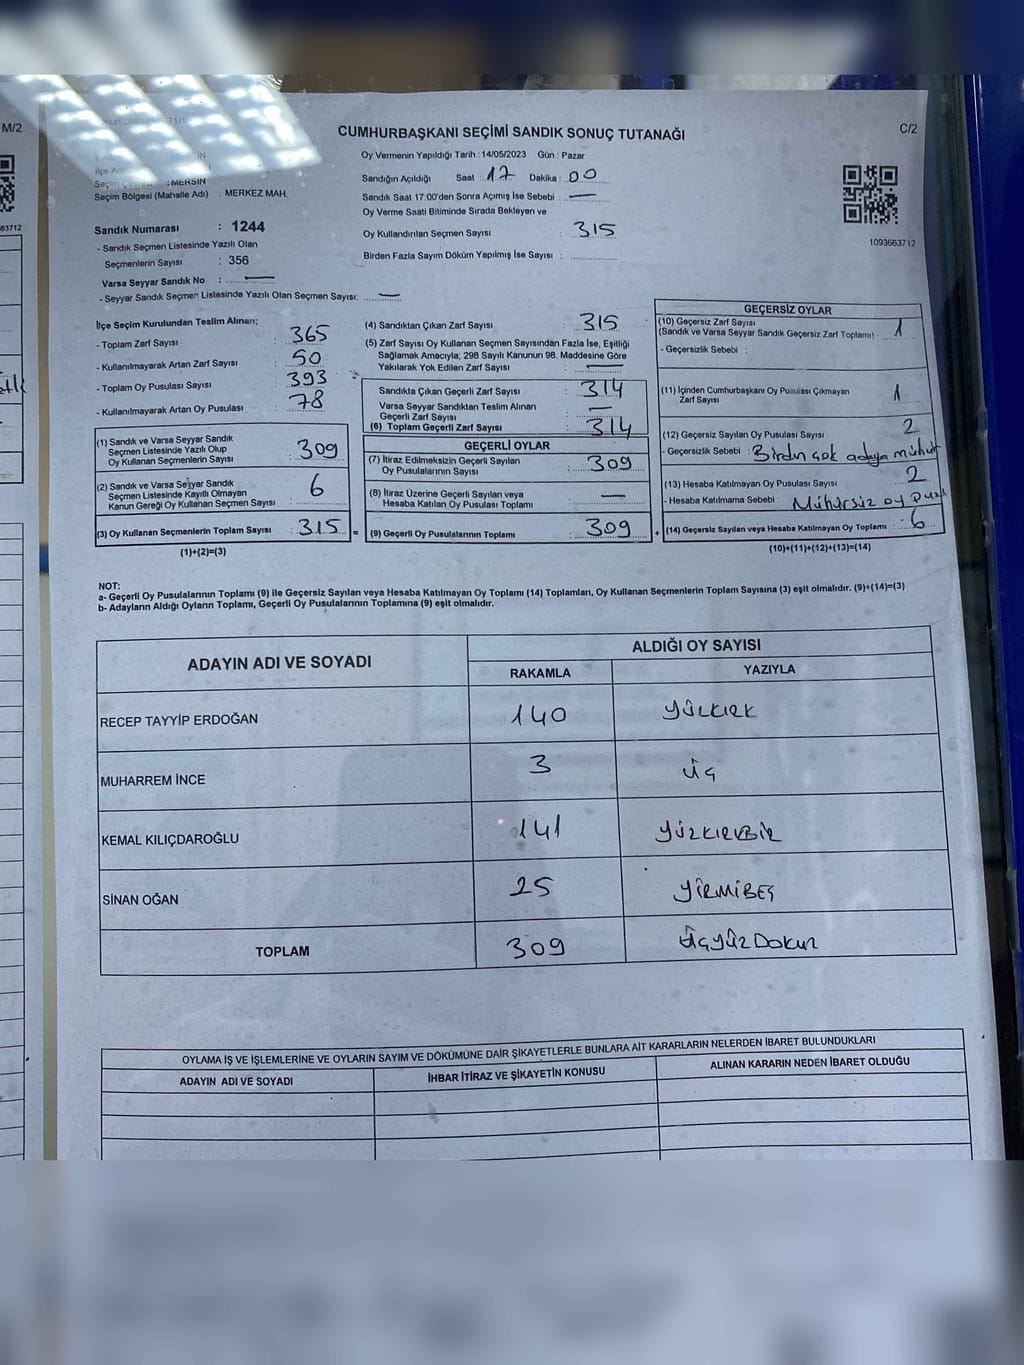 M/2
63712
CUMHURBAŞKANI SEÇİMİ SANDIK SONUÇ TUTANAĞI
C/2
Oy Vermenin Yapıldığı Tarih : 14/05/2023 Gün : Pazar
Sandığın Açıldığı Saat : 17 Dakika : 00
Sandık Saat 17.00'den Sonra Açımış İse Sebebi : —
Oy Verme Saati Bitiminde Sırada Bekleyen ve
Oy Kullandırılan Seçmen Sayısı 315
Birden Fazla Sayım Döküm Yapılmış İse Sayısı :
1093663712
: MERSİN
Seçim Bölgesi (Mahalle Adı) : MERKEZ MAH.
Sandık Numarası : 1244
- Sandık Seçmen Listesinde Yazılı Olan
Seçmenlerin Sayısı : 356
Varsa Seyyar Sandık No : —
- Seyyar Sandık Seçmen Listesinde Yazılı Olan Seçmen Sayısı: —
İlçe Seçim Kurulundan Teslim Alınan;
- Toplam Zarf Sayısı : 365
- Kullanılmayarak Artan Zarf Sayısı : 50
- Toplam Oy Pusulası Sayısı : 393
- Kullanılmayarak Artan Oy Pusulası : 78
(1) Sandık ve Varsa Seyyar Sandık
Seçmen Listesinde Yazılı Olup
Oy Kullanan Seçmenlerin Sayısı : 309
(2) Sandık ve Varsa Seyyar Sandık
Seçmen Listesinde Kayıtlı Olmayan
Kanun Gereği Oy Kullanan Seçmen Sayısı : 6
(3) Oy Kullanan Seçmenlerin Toplam Sayısı : 315 =
(1)+(2)=(3)
(4) Sandıktan Çıkan Zarf Sayısı : 315
(5) Zarf Sayısı Oy Kullanan Seçmen Sayısından Fazla İse, Eşitliği
Sağlamak Amacıyla; 298 Sayılı Kanunun 98. Maddesine Göre
Yakılarak Yok Edilen Zarf Sayısı : —
Sandıkta Çıkan Geçerli Zarf Sayısı : 314
Varsa Seyyar Sandıktan Teslim Alınan
Geçerli Zarf Sayısı : —
(6) Toplam Geçerli Zarf Sayısı : 314
GEÇERLİ OYLAR
(7) İtiraz Edilmeksizin Geçerli Sayılan
Oy Pusulalarının Sayısı : 309
(8) İtiraz Üzerine Geçerli Sayılan veya
Hesaba Katılan Oy Pusulası Toplamı : —
(9) Geçerli Oy Pusulalarının Toplamı : 309 +
GEÇERSİZ OYLAR
(10) Geçersiz Zarf Sayısı
(Sandık ve Varsa Seyyar Sandık Geçersiz Zarf Toplamı) : 1
- Geçersizlik Sebebi :
(11) İçinden Cumhurbaşkanı Oy Pusulası Çıkmayan
Zarf Sayısı 1
(12) Geçersiz Sayılan Oy Pusulası Sayısı 2
- Geçersizlik Sebebi : Birden çok adaya mühür
(13) Hesaba Katılmayan Oy Pusulası Sayısı 2
- Hesaba Katılmama Sebebi : Mühürsiz oy pusl
(14) Geçersiz Sayılan veya Hesaba Katılmayan Oy Toplamı : 6
(10)+(11)+(12)+(13)=(14)
NOT:
a- Geçerli Oy Pusulalarının Toplamı (9) ile Geçersiz Sayılan veya Hesaba Katılmayan Oy Toplamı (14) Toplamları, Oy Kullanan Seçmenlerin Toplam Sayısına (3) eşit olmalıdır. (9)+(14)=(3)
b- Adayların Aldığı Oyların Toplamı, Geçerli Oy Pusulalarının Toplamına (9) eşit olmalıdır.
ADAYIN ADI VE SOYADI
ALDIĞI OY SAYISI
RAKAMLA YAZIYLA
RECEP TAYYİP ERDOĞAN 140 YÜZKIRK
MUHARREM İNCE 3 ÜÇ
KEMAL KILIÇDAROĞLU 141 YÜZKIRKBİR
SİNAN OĞAN 25 YİRMİBEŞ
TOPLAM 309 ÜçyüzDokuz
OYLAMA İŞ VE İŞLEMLERİNE VE OYLARIN SAYIM VE DÖKÜMÜNE DAİR ŞİKAYETLERLE BUNLARA AİT KARARLARIN NELERDEN İBARET BULUNDUKLARI
ADAYIN ADI VE SOYADI
İHBAR İTİRAZ VE ŞİKAYETİN KONUSU
ALINAN KARARIN NEDEN İBARET OLDUĞU